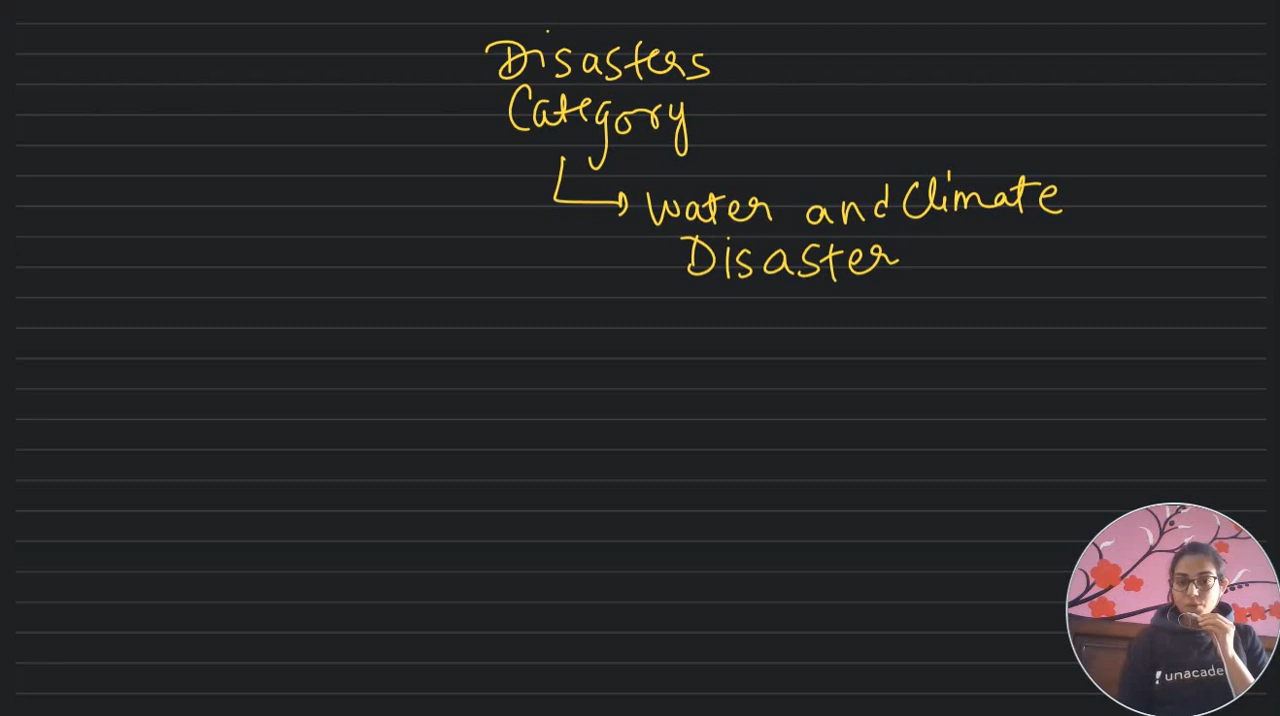 Disasters
Category
Water and Climate
Disaster
unacade